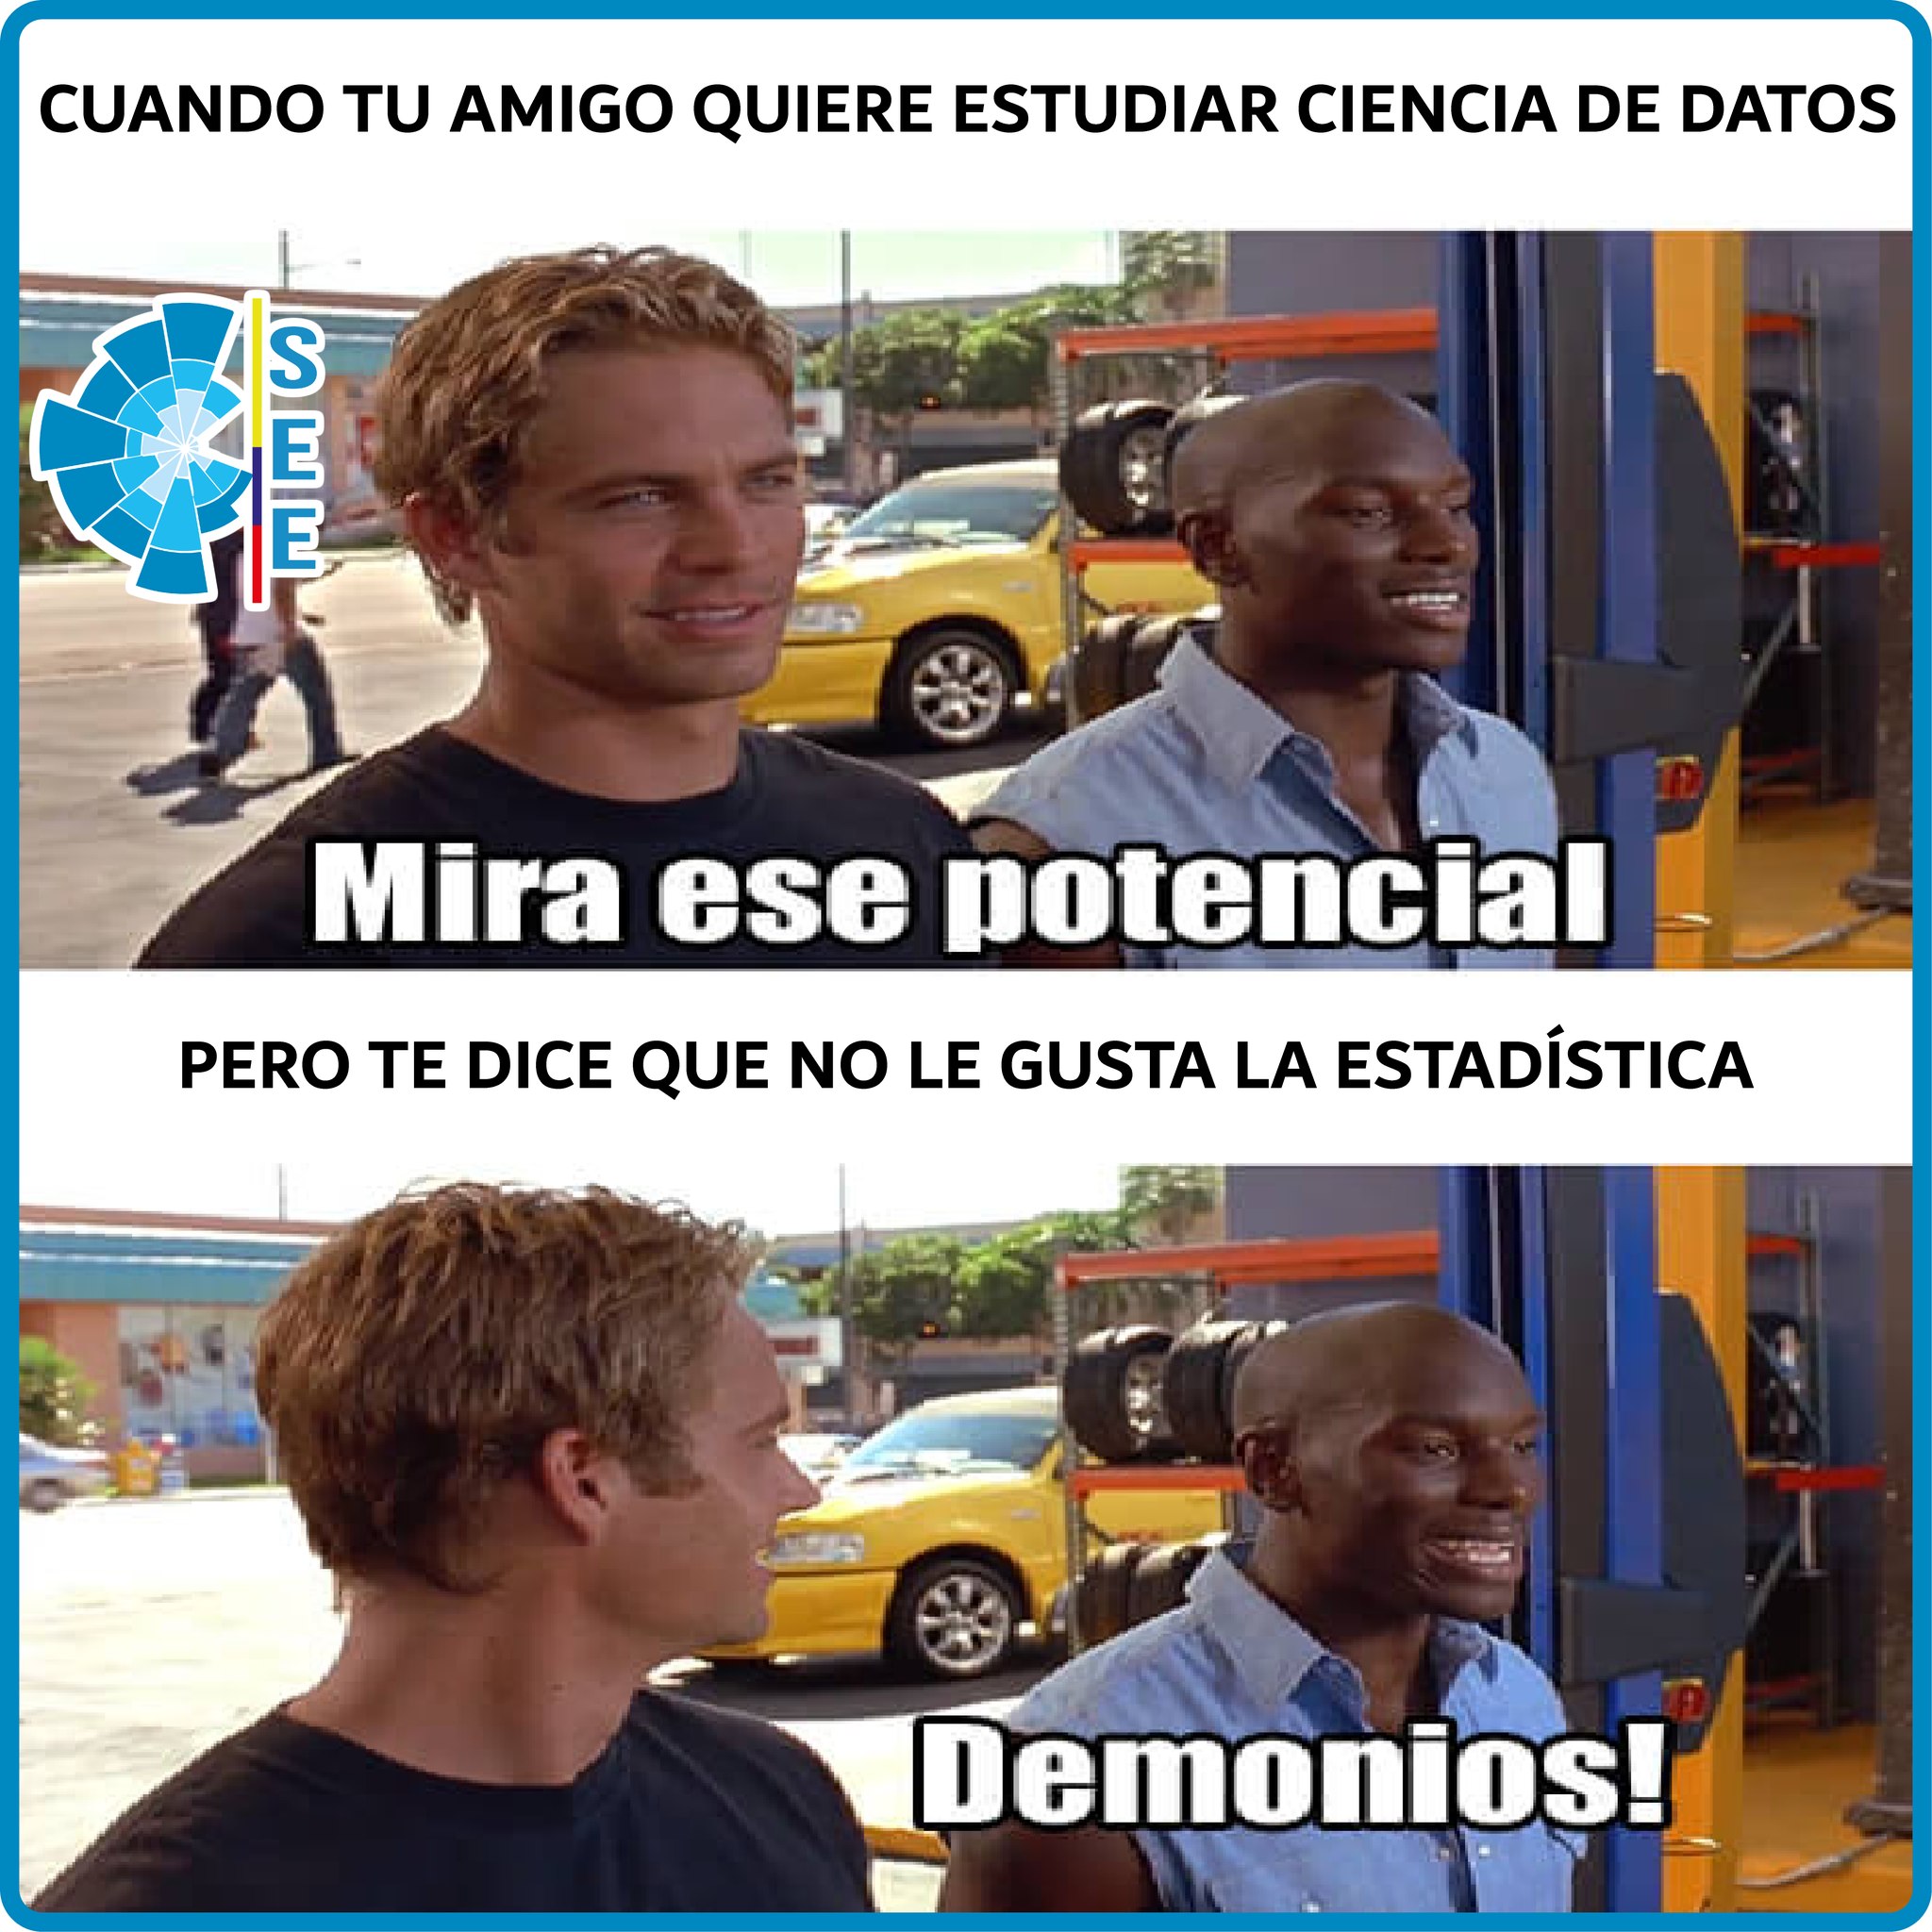 CUANDO TU AMIGO QUIERE ESTUDIAR CIENCIA DE DATOS
S
E
E
Mira ese potencial
PERO TE DICE QUE NO LE GUSTA LA ESTADÍSTICA
Demonios!